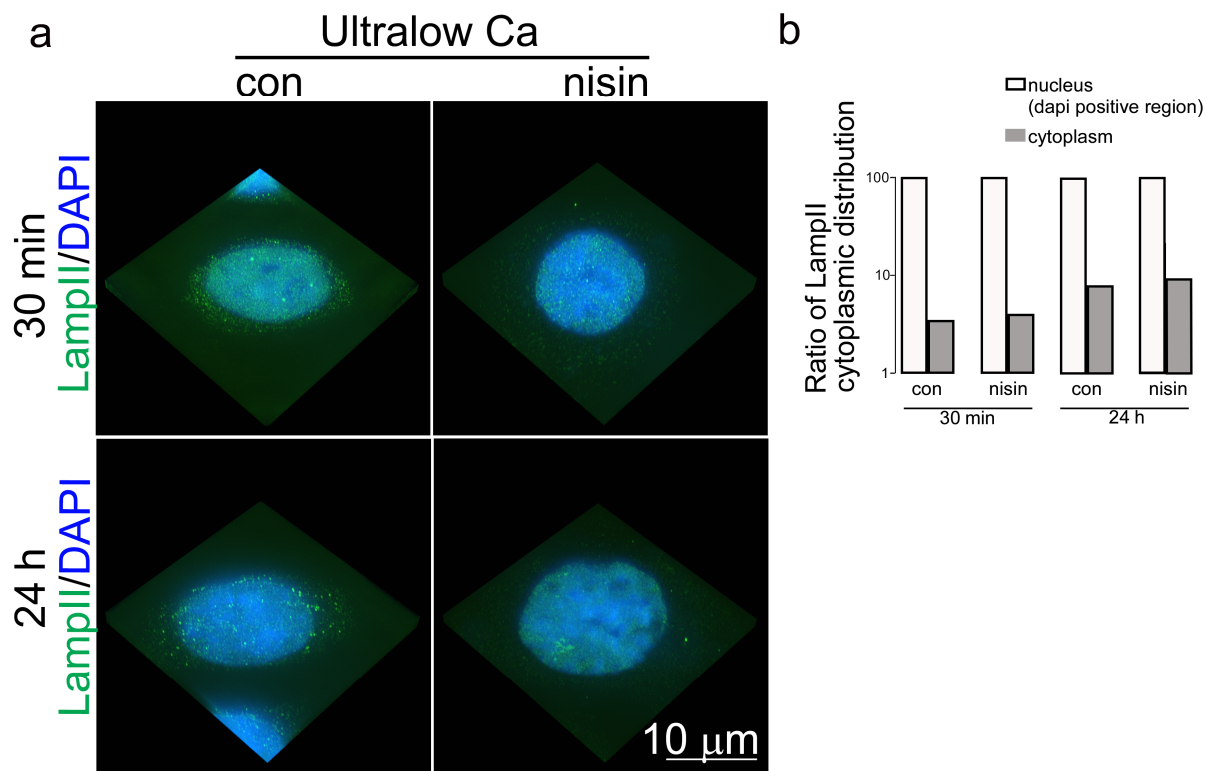 a
Ultralow Ca
con nisin
30 min
LampII/DAPI
24 h
LampII/DAPI
10 μm
b
nucleus
(dapi positive region)
cytoplasm
Ratio of LampII
cytoplasmic distribution
100
10
1
con nisin con nisin
30 min 24 h